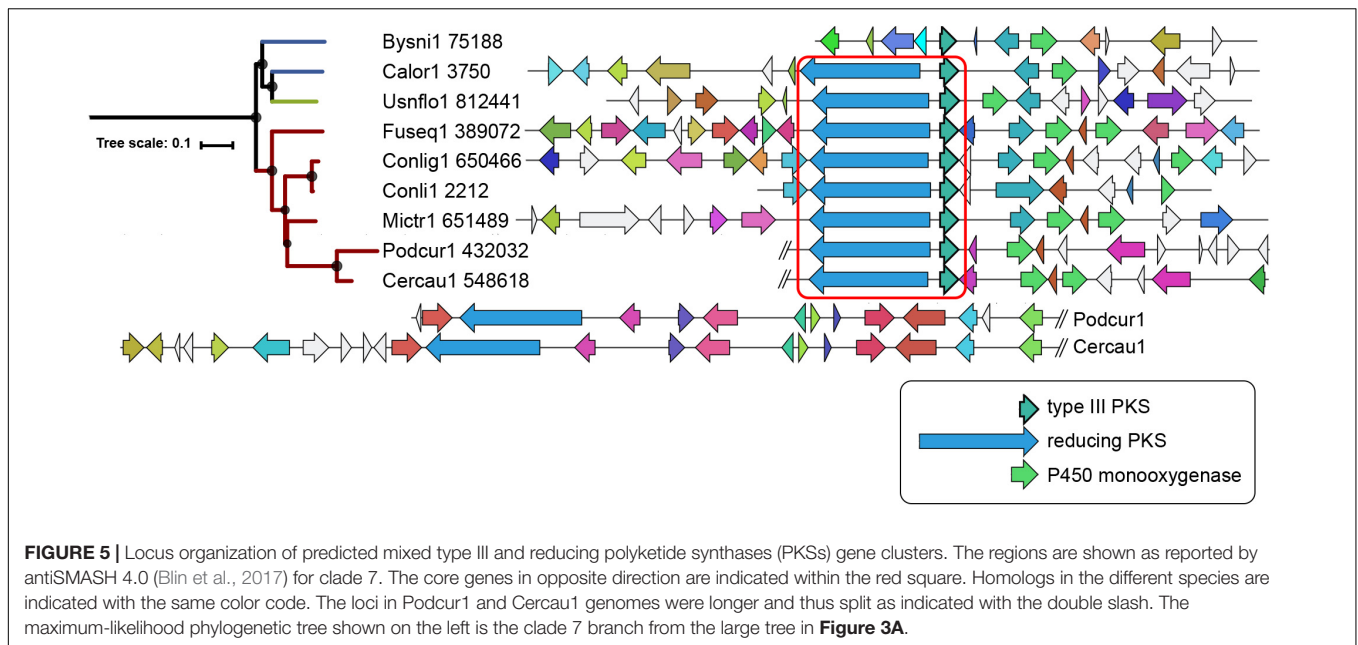 Bysni1 75188
Calor1 3750
Usnflo1 812441
Fuseq1 389072
Conlig1 650466
Conli1 2212
Mictr1 651489
Podcur1 432032
Cercau1 548618
Tree scale: 0.1
//
//
// Podcur1
// Cercau1
type III PKS
reducing PKS
P450 monooxygenase
FIGURE 5 | Locus organization of predicted mixed type III and reducing polyketide synthases (PKSs) gene clusters. The regions are shown as reported by
antiSMASH 4.0 (Blin et al., 2017) for clade 7. The core genes in opposite direction are indicated within the red square. Homologs in the different species are
indicated with the same color code. The loci in Podcur1 and Cercau1 genomes were longer and thus split as indicated with the double slash. The
maximum-likelihood phylogenetic tree shown on the left is the clade 7 branch from the large tree in Figure 3A.